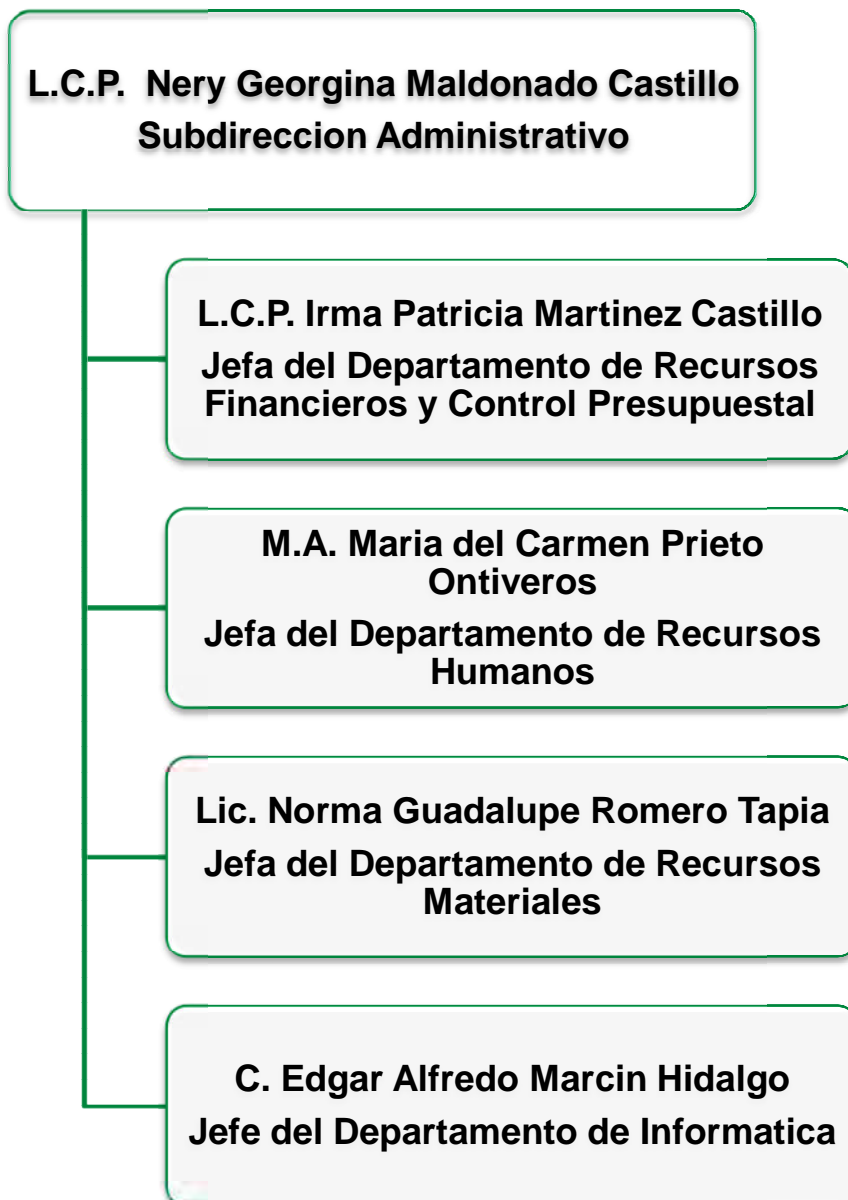 L.C.P.  Nery Georgina Maldonado Castillo
Subdireccion Administrativo
L.C.P. Irma Patricia Martinez Castillo
Jefa del Departamento de Recursos
Financieros y Control Presupuestal
M.A. Maria del Carmen Prieto
Ontiveros
Jefa del Departamento de Recursos
Humanos
Lic. Norma Guadalupe Romero Tapia
Jefa del Departamento de Recursos
Materiales
C. Edgar Alfredo Marcin Hidalgo
Jefe del Departamento de Informatica